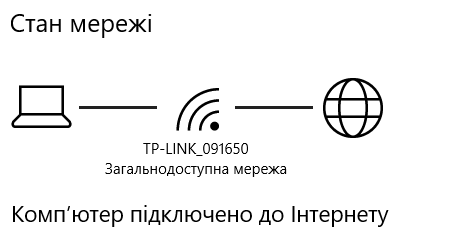 Стан мережі
TP-LINK_091650
Загальнодоступна мережа
Комп’ютер підключено до Інтернету